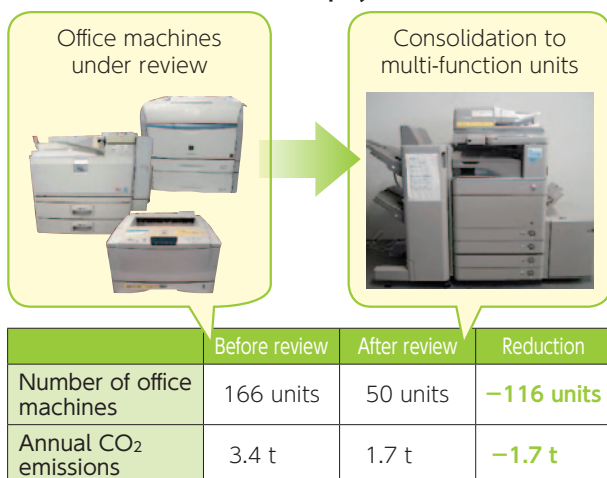 Office machines
under review
Consolidation to
multi-function units
Before review After review Reduction
Number of office
machines
166 units 50 units −116 units
Annual CO₂
emissions
3.4 t 1.7 t −1.7 t